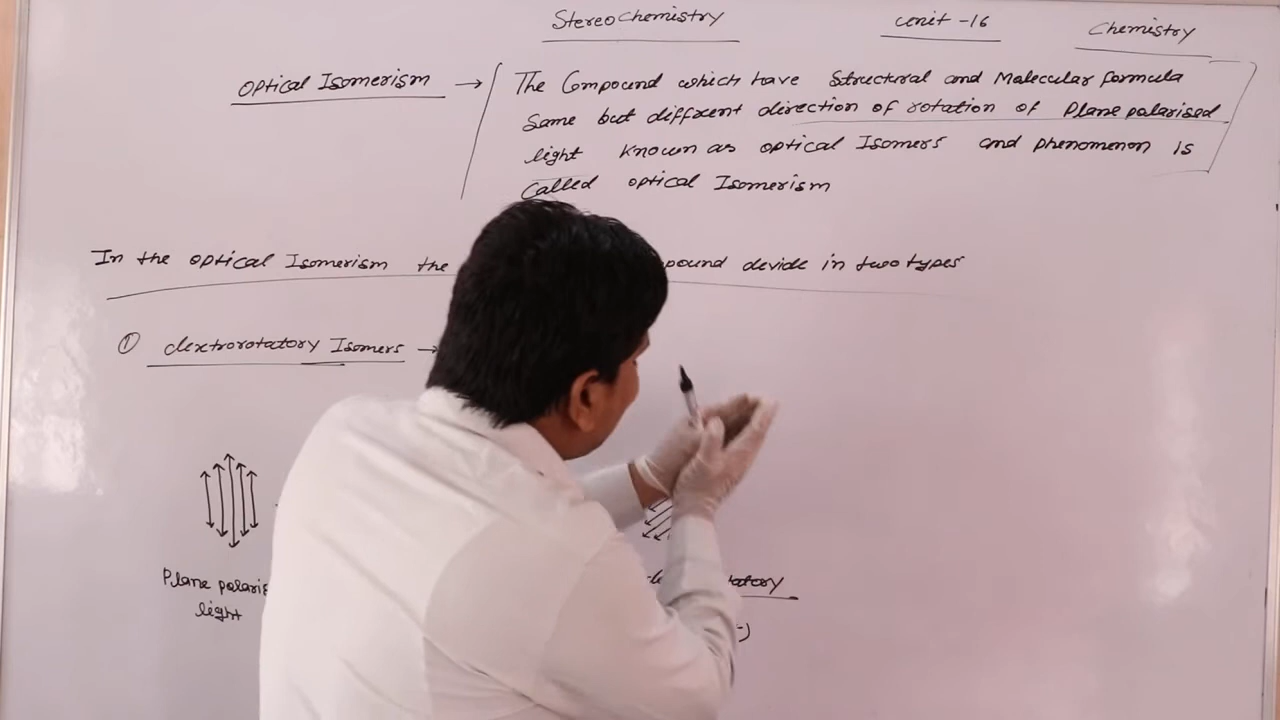 Stereochemistry Unit -16 Chemistry
Optical Isomerism → The Compound which have Structural and Molecular formula
Same but diffrent direction of rotation of Plane polarised
light known as optical Isomers and phenomenon is
Called optical Isomerism
In the optical Isomerism the pound devide in two types
① dextrorotatory Isomers →
Plane polaris
light
tatory
-)